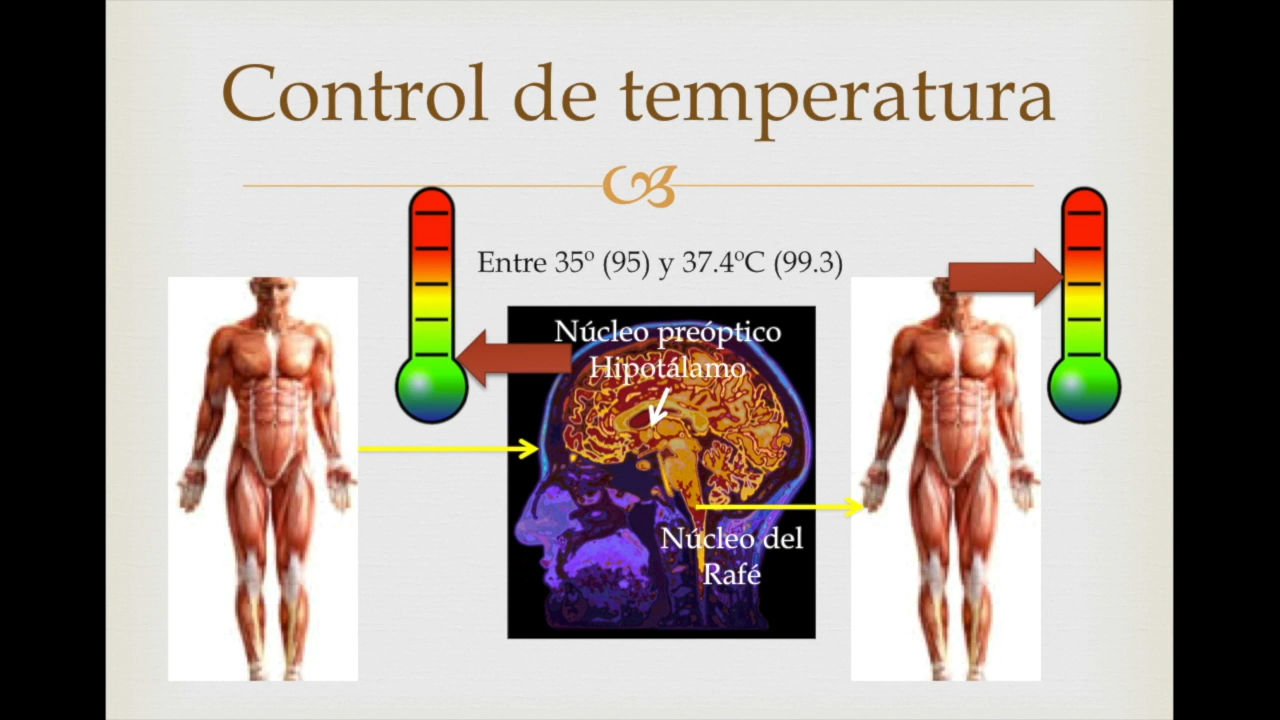 Control de temperatura
Entre 35º (95) y 37.4ºC (99.3)
Núcleo preóptico
Hipotálamo
Núcleo del
Rafé